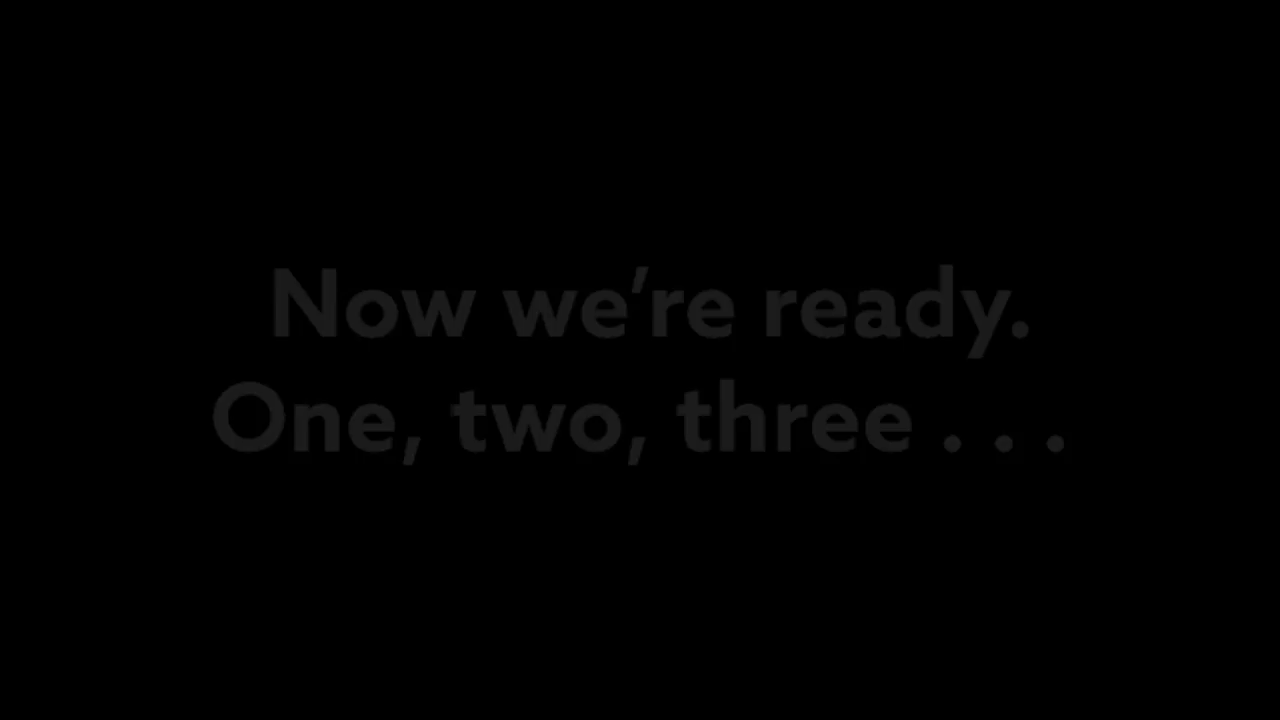 Now we’re ready.
One, two, three . . .